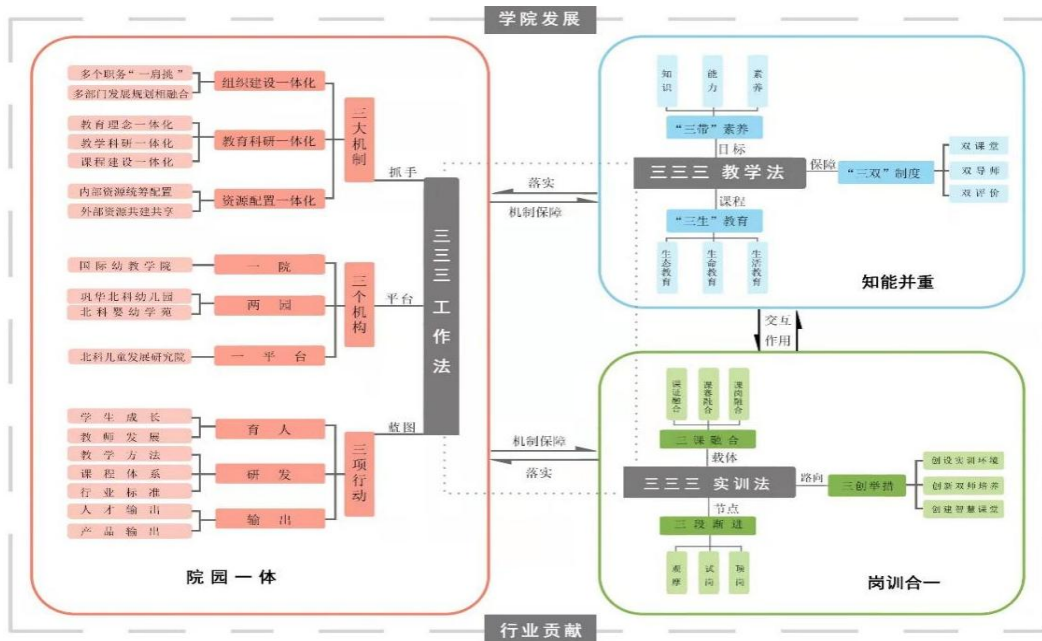 学院发展
多个职务“一肩挑”
多部门发展规划相融合
组织建设一体化
教育理念一体化
教学科研一体化
课程建设一体化
教育科研一体化
内部资源统筹配置
外部资源共建共享
资源配置一体化
三大机制
抓手
国际幼教学院
一院
巩华北科幼儿园
北科婴幼学苑
两园
北科儿童发展研究院
一平台
三个机构
平台
学生成长
教师发展
育人
教学方法
课程体系
行业标准
研发
人才输出
产品输出
输出
三项行动
蓝图
三三三 工作法
院园一体
落实
机制保障
机制保障
落实
知识
能力
素养
“三带”素养
目标
三三三 教学法
保障
“三双”制度
双课堂
双导师
双评价
课程
“三生”教育
生态教育
生命教育
生活教育
知能并重
交互
作用
课证融合
课赛融合
课岗融合
三课融合
载体
三三三 实训法
路向
三创举措
创设实训环境
创新双师培养
创建智慧课堂
节点
三段渐进
观摩
试岗
顶岗
岗训合一
行业贡献